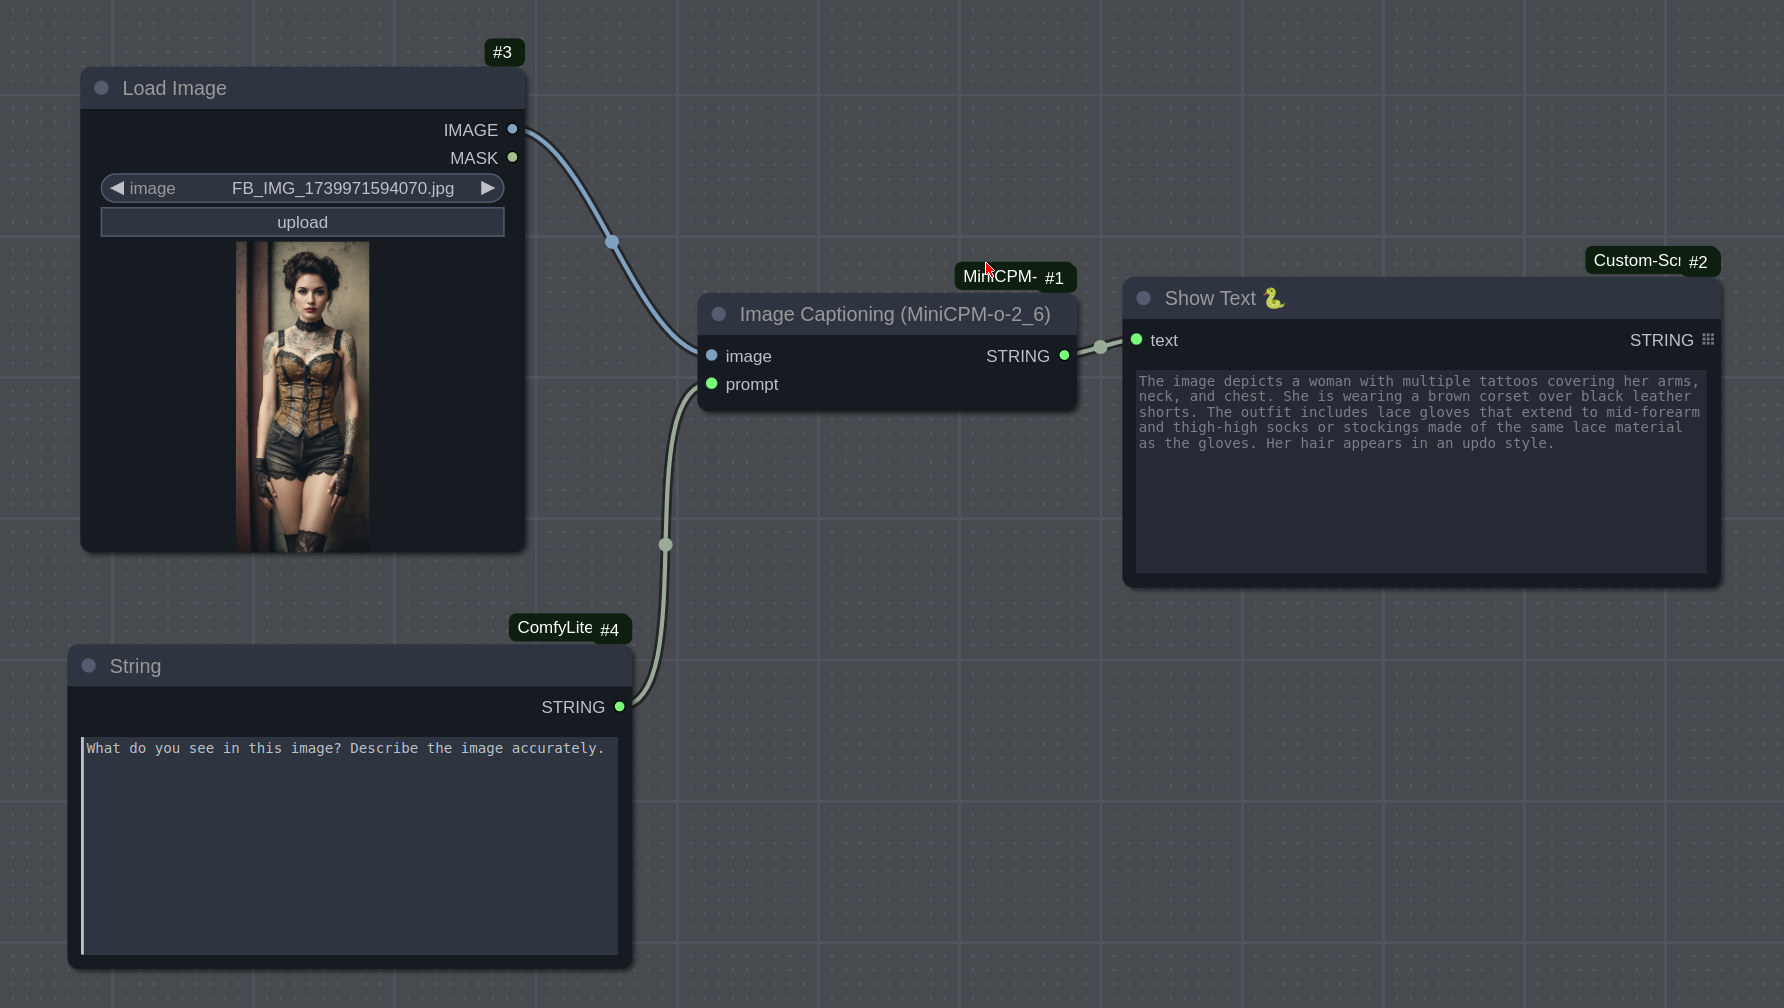 #3
Load Image
IMAGE
MASK
image FB_IMG_1739971594070.jpg
upload
MiniCPM- #1
Image Captioning (MiniCPM-o-2_6)
image STRING
prompt
Custom-Scr #2
Show Text 🐍
text STRING
The image depicts a woman with multiple tattoos covering her arms,
neck, and chest. She is wearing a brown corset over black leather
shorts. The outfit includes lace gloves that extend to mid-forearm
and thigh-high socks or stockings made of the same lace material
as the gloves. Her hair appears in an updo style.
ComfyLite #4
String
STRING
What do you see in this image? Describe the image accurately.